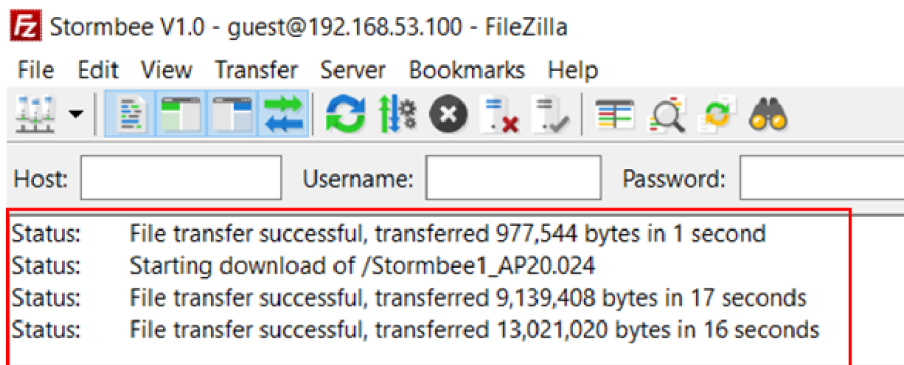 Fz Stormbee V1.0 - guest@192.168.53.100 - FileZilla
File Edit View Transfer Server Bookmarks Help
Host: Username: Password:
Status: File transfer successful, transferred 977,544 bytes in 1 second
Status: Starting download of /Stormbee1_AP20.024
Status: File transfer successful, transferred 9,139,408 bytes in 17 seconds
Status: File transfer successful, transferred 13,021,020 bytes in 16 seconds